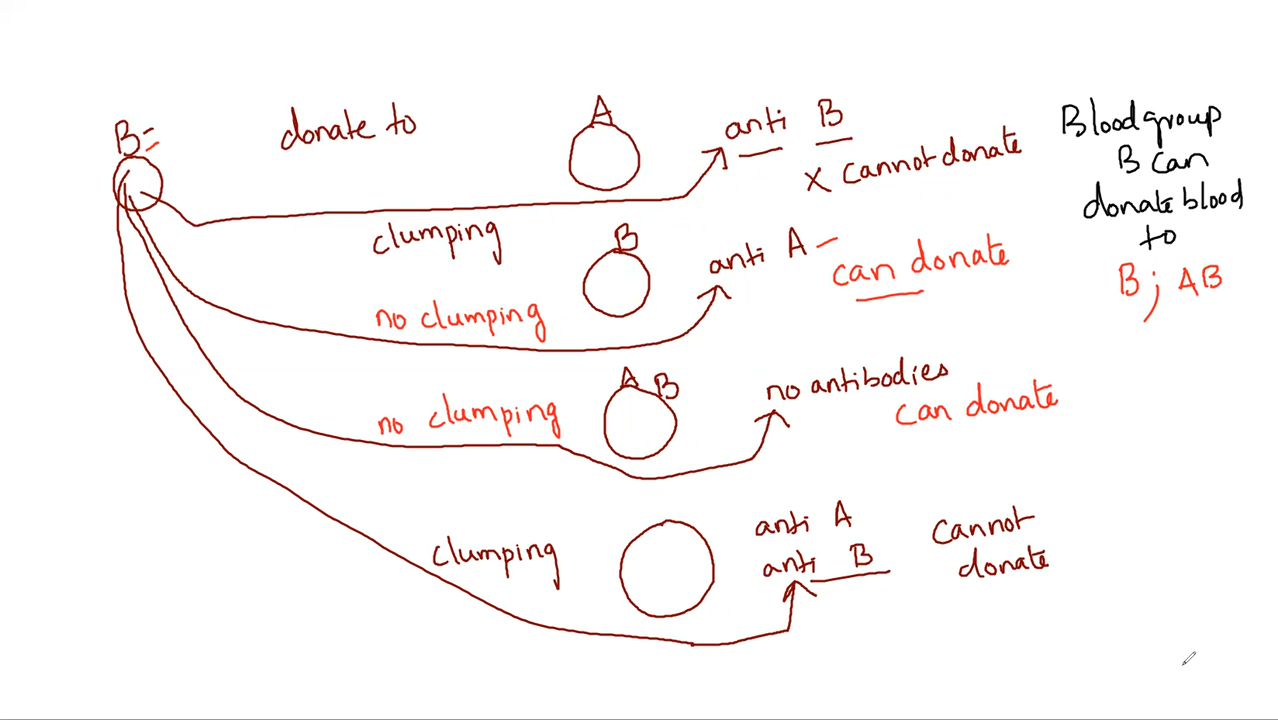 B=
donate to
A
anti B
X cannot donate
clumping
B
anti A –
can donate
no clumping
A B
no antibodies
can donate
no clumping
anti A
anti B
cannot
donate
clumping
Blood group
B can
donate blood
to
B ; AB